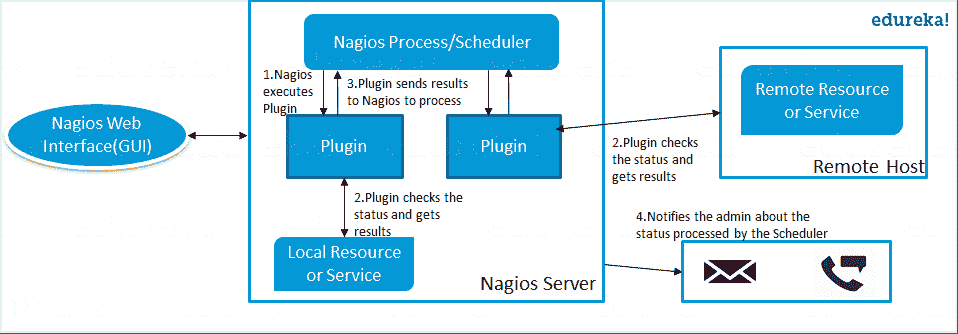 edureka!
Nagios Process/Scheduler
1.Nagios
executes
Plugin
3.Plugin sends results
to Nagios to process
Nagios Web
Interface(GUI)
Plugin
Plugin
2.Plugin checks the
status and gets
results
Local Resource
or Service
Nagios Server
Remote Resource
or Service
2.Plugin checks
the status and
gets results
Remote Host
4.Notifies the admin about the
status processed by the Scheduler